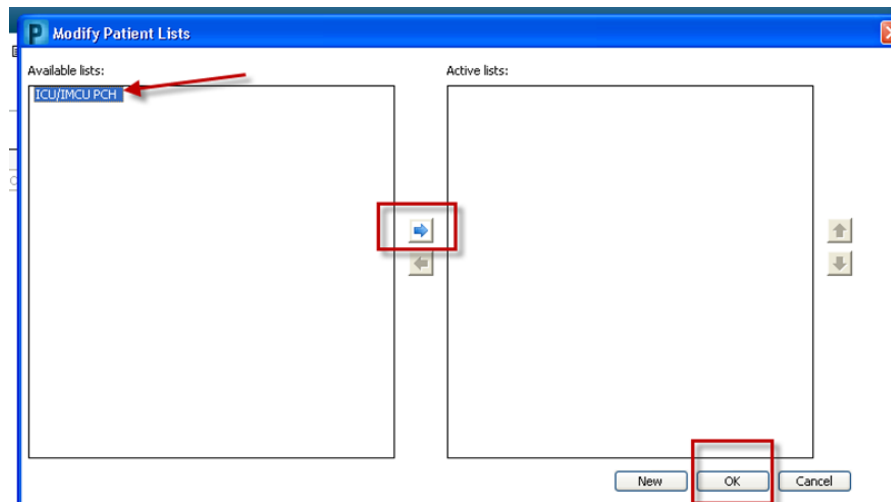 P Modify Patient Lists
Available lists:
Active lists:
ICU/IMCU PCH
New
OK
Cancel